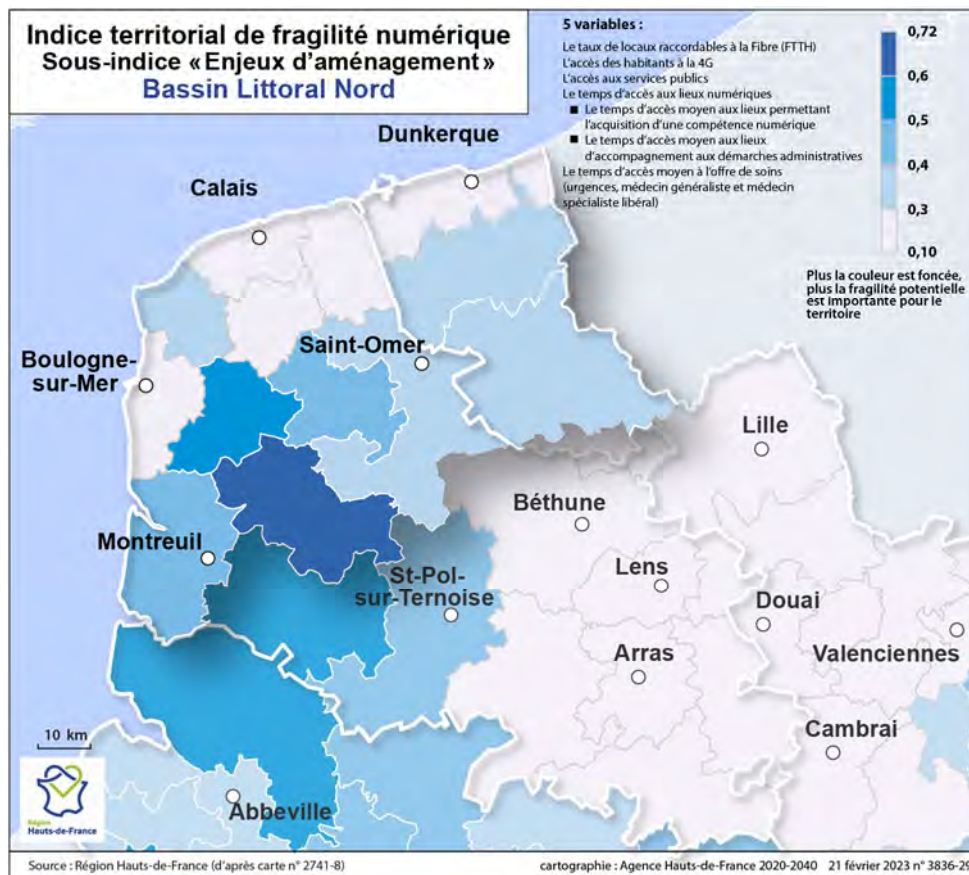 Indice territorial de fragilité numérique
Sous-indice «Enjeux d'aménagement»
Bassin Littoral Nord
5 variables :
Le taux de locaux raccordables à la Fibre (FTTH)
L'accès des habitants à la 4G
L'accès aux services publics
Le temps d'accès aux lieux numériques
■ Le temps d'accès moyen aux lieux permettant
l'acquisition d'une compétence numérique
■ Le temps d'accès moyen aux lieux
d'accompagnement aux démarches administratives
Le temps d'accès moyen à l'offre de soins
(urgences, médecin généraliste et médecin
spécialiste libéral)
0,72
0,6
0,5
0,4
0,3
0,10
Plus la couleur est foncée,
plus la fragilité potentielle
est importante pour le
territoire
Dunkerque
Calais
Saint-Omer
Boulogne-
sur-Mer
Lille
Béthune
Montreuil
St-Pol-
sur-Ternoise
Lens
Douai
Arras
Valenciennes
Cambrai
10 km
Abbeville
Région
Hauts-de-France
Source : Région Hauts-de-France (d'après carte n° 2741-8)
cartographie : Agence Hauts-de-France 2020-2040 21 février 2023 n° 3836-29